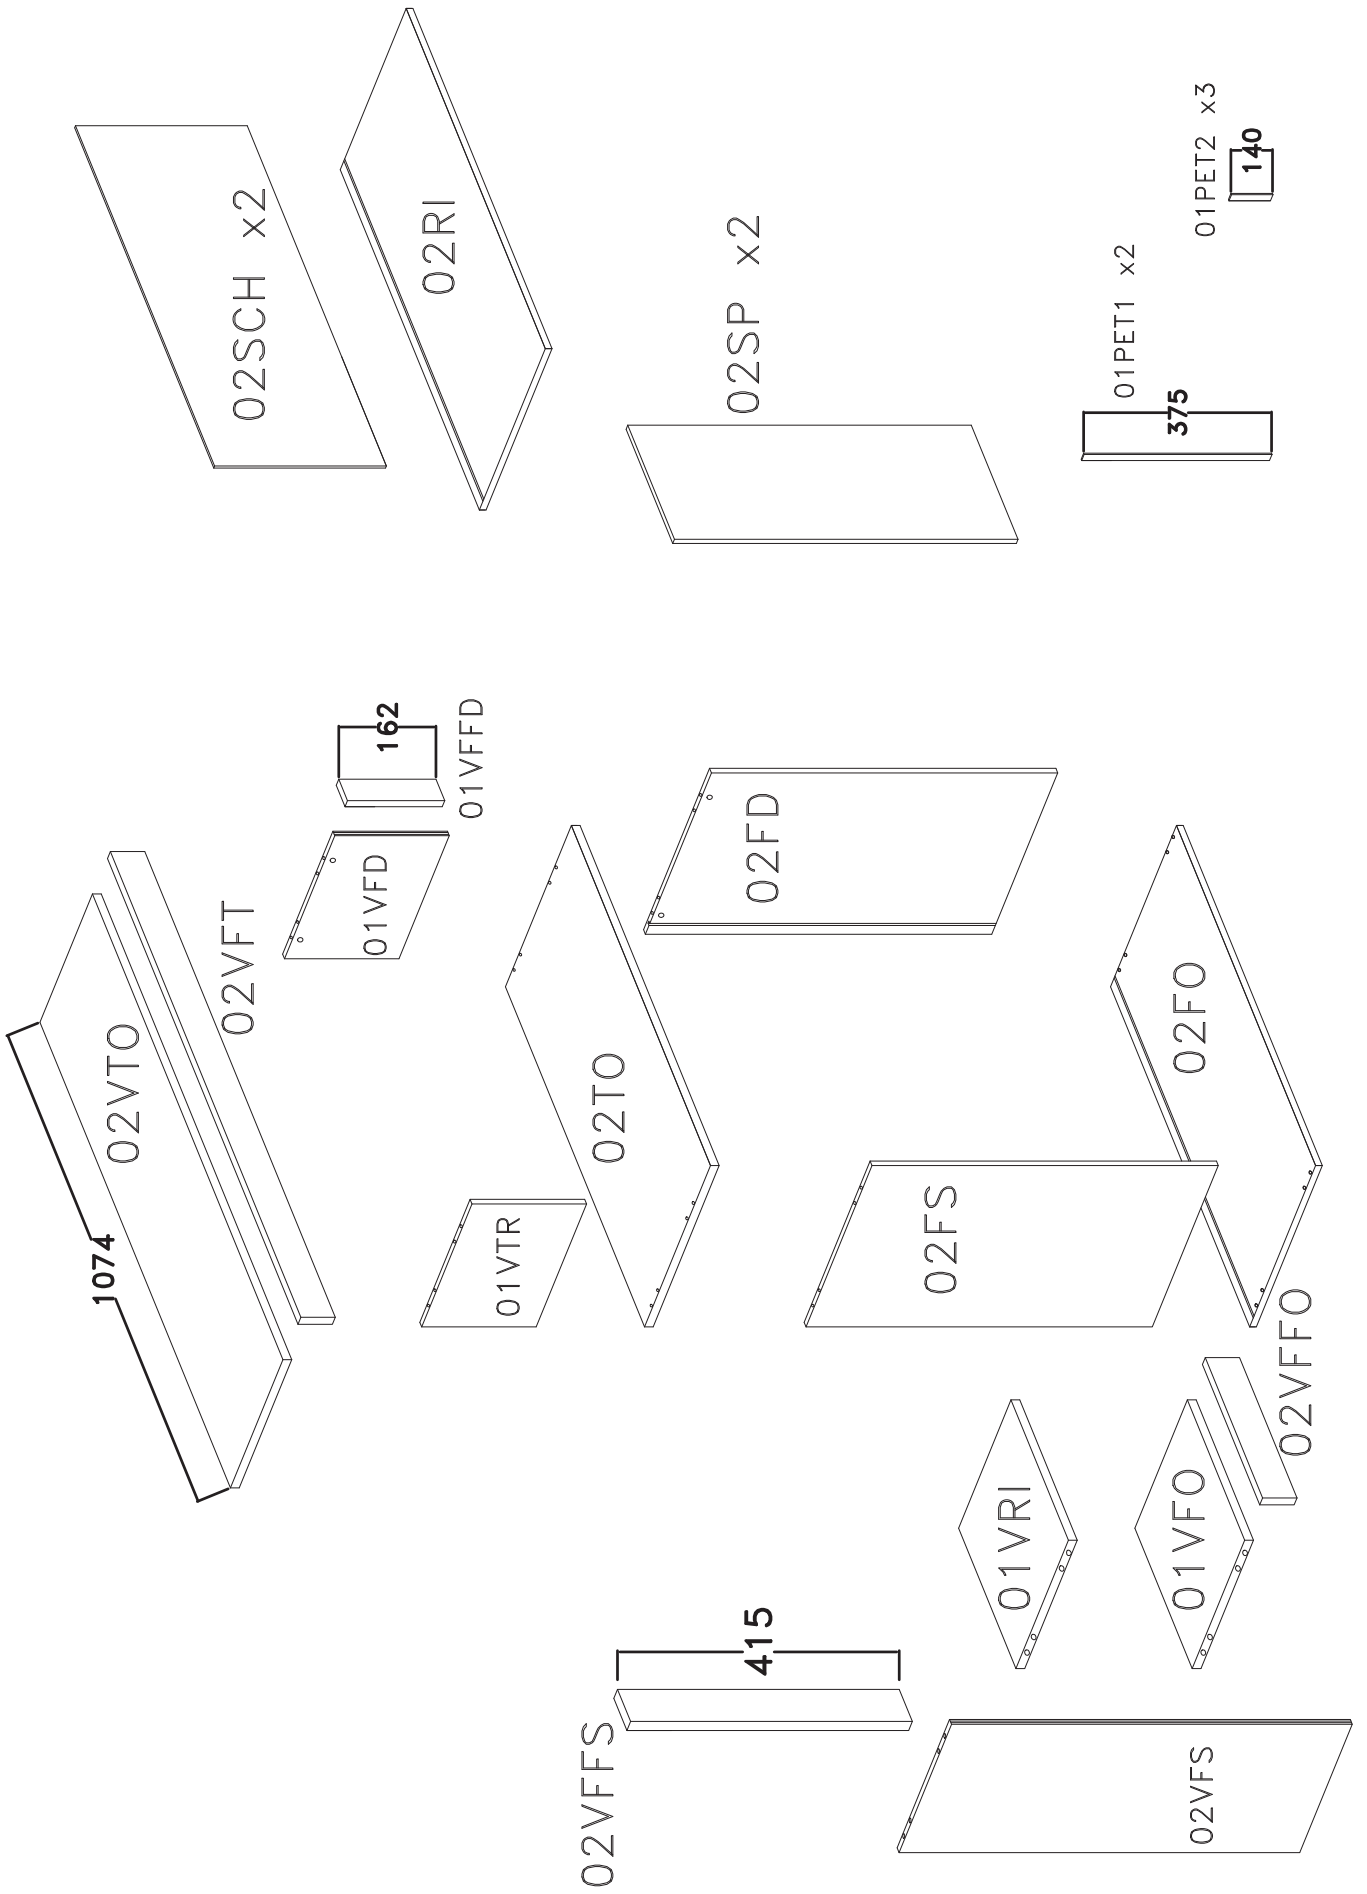 02SCH x2
02RI
02SP x2
01PET1 x2
375
01PET2 x3
140
162
01VFFD
01VFD
02VFT
02VTO
1074
02TO
02FD
02FO
01VTR
02FS
02VFFO
01VRI
01VFO
415
02VFFS
02VFS